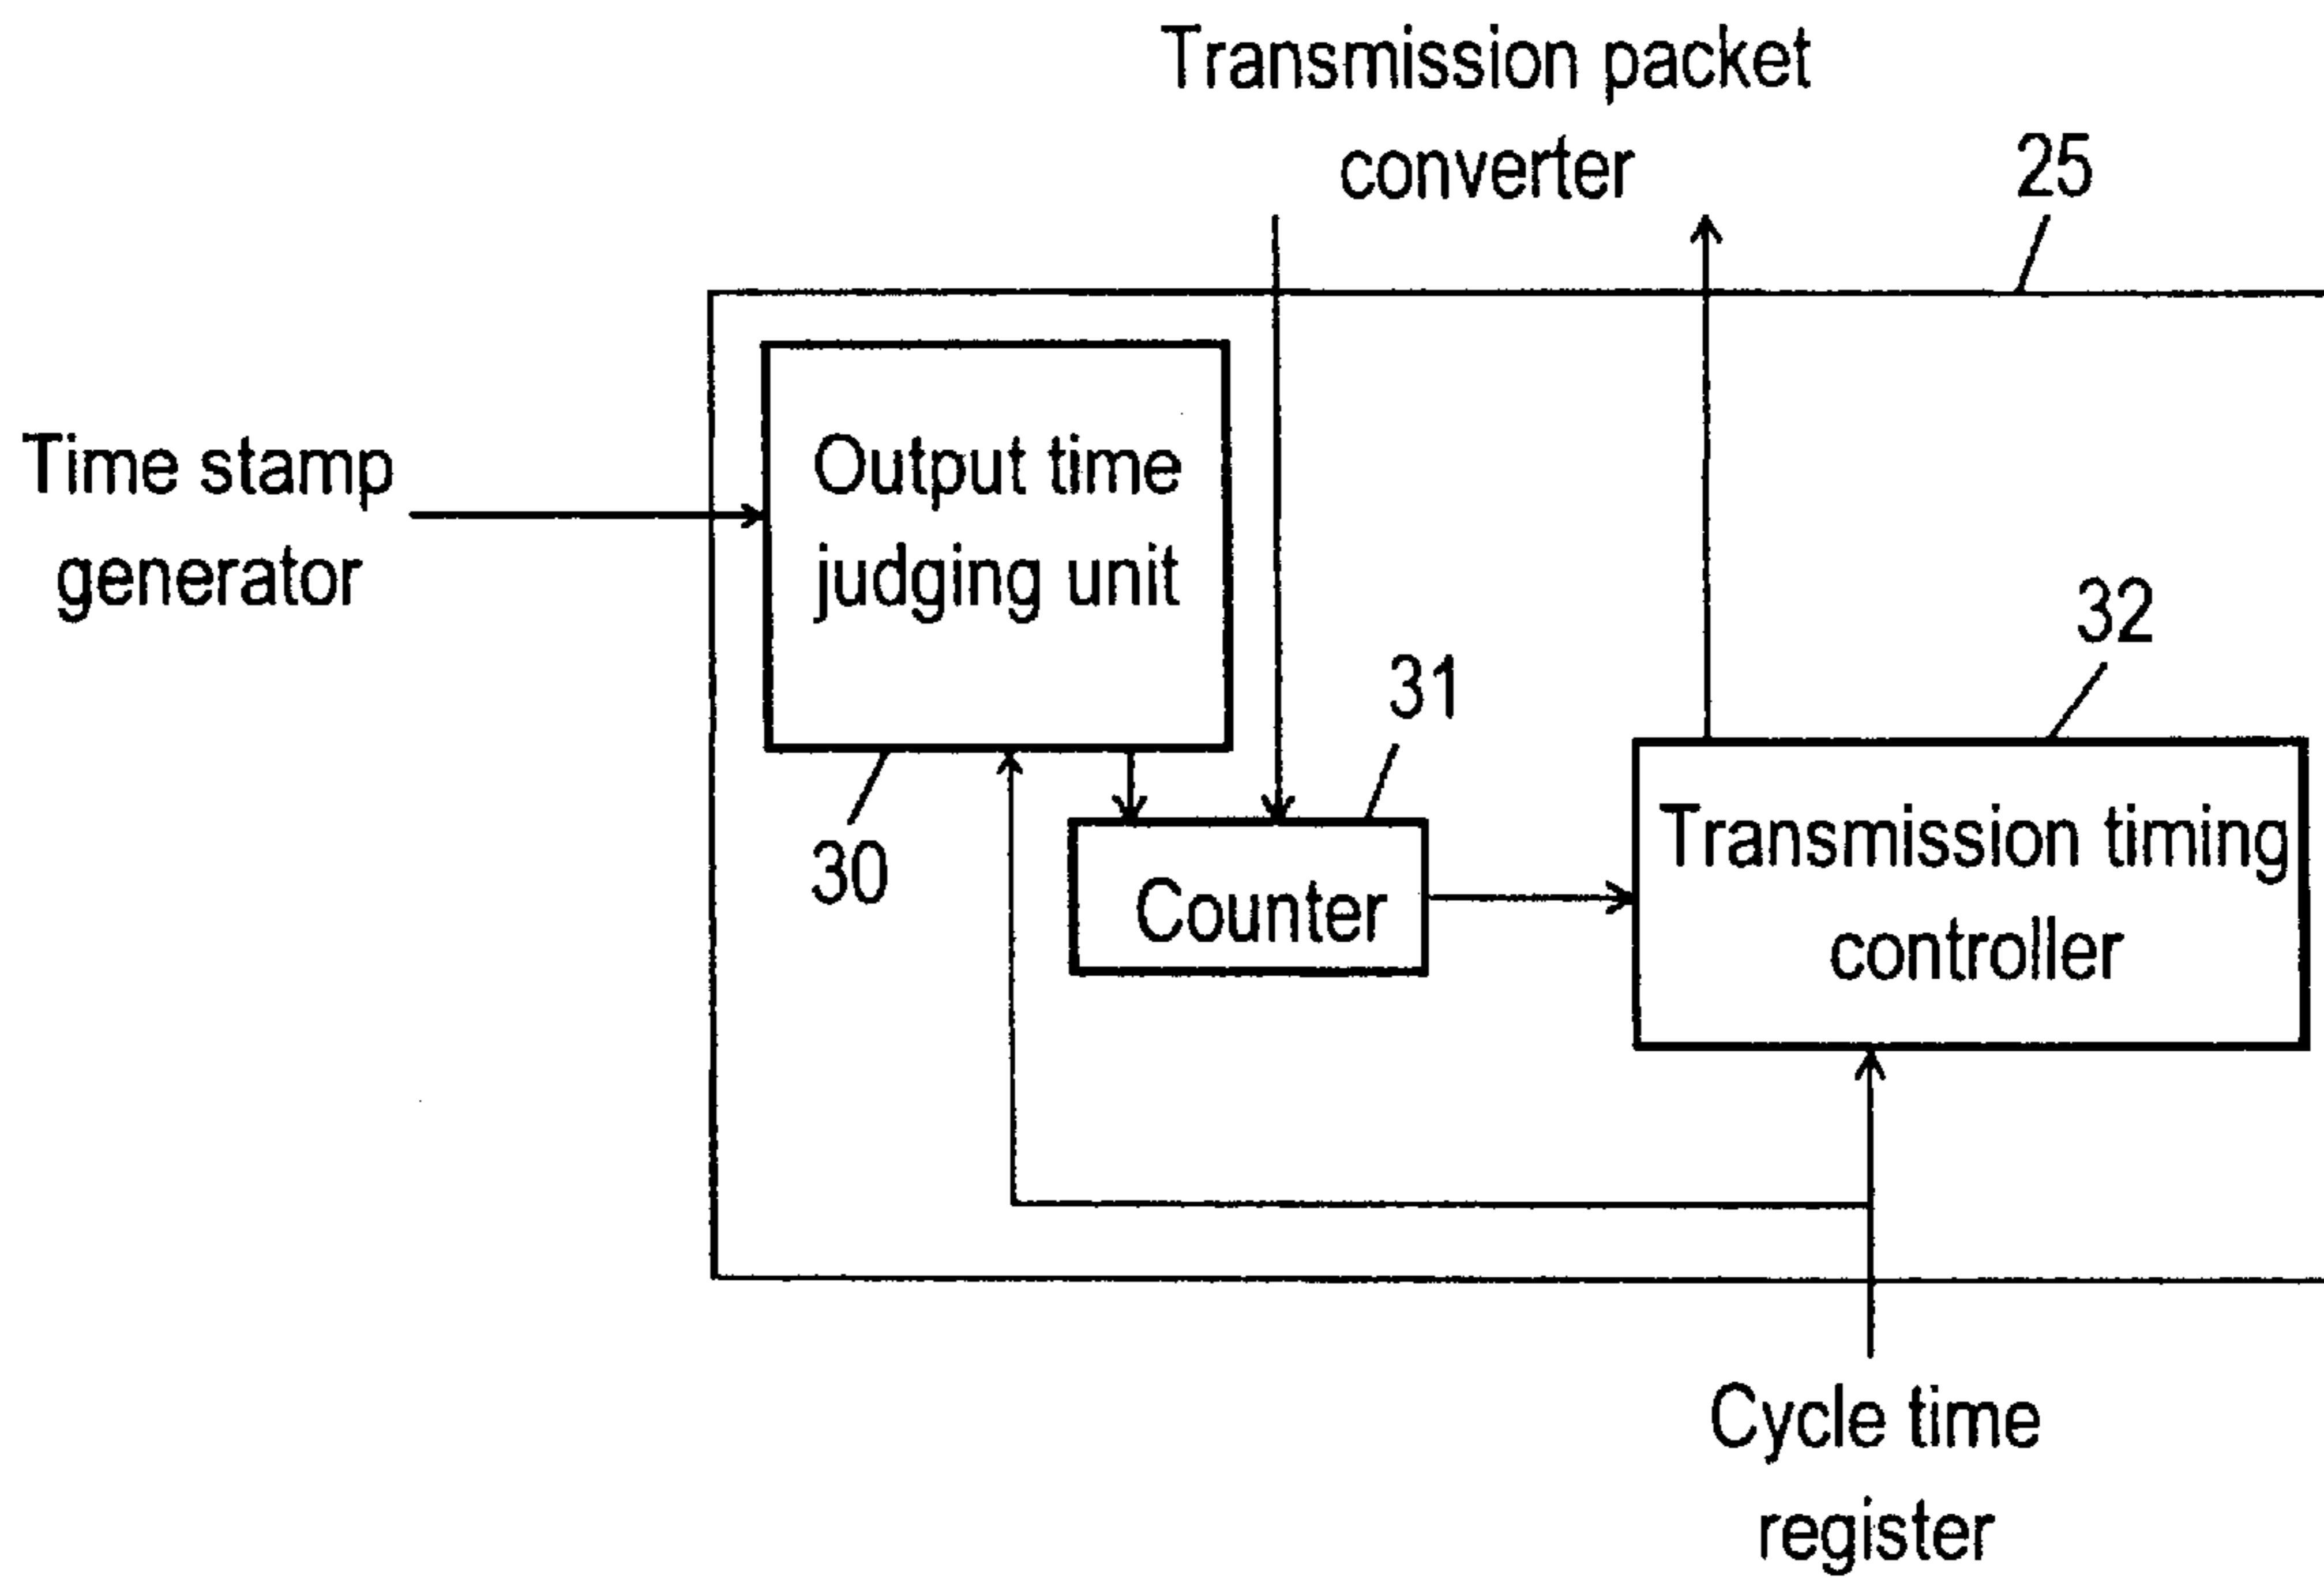 Transmission packet
converter
25
Time stamp
generator
Output time
judging unit
32
31
30
Counter
Transmission timing
controller
Cycle time
register